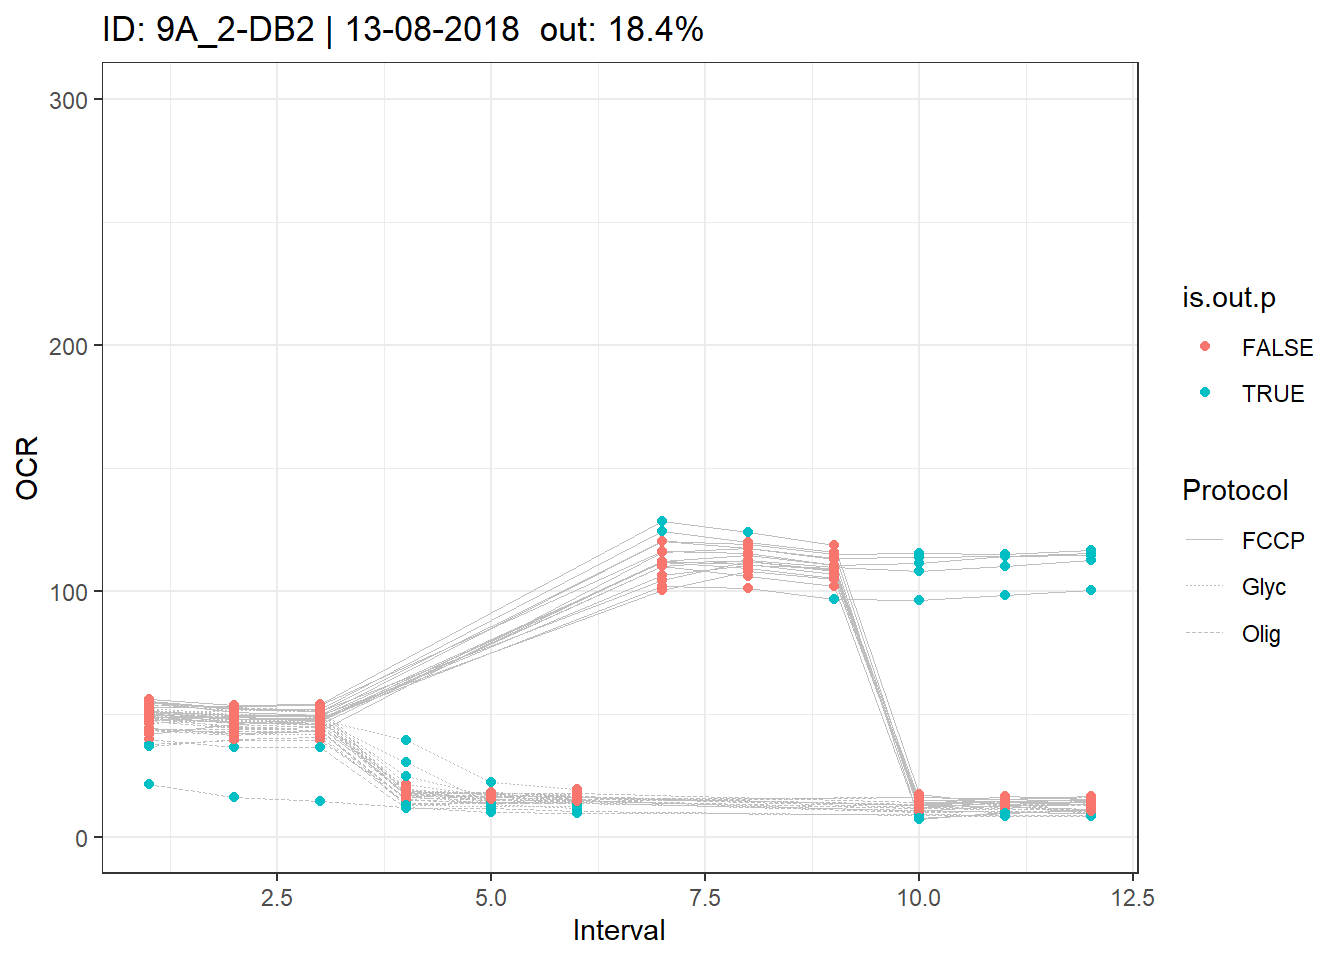 ID: 9A_2-DB2 | 13-08-2018  out: 18.4%
300
200
100
0
OCR
2.5
5.0
7.5
10.0
12.5
Interval
is.out.p
FALSE
TRUE
Protocol
FCCP
Glyc
Olig